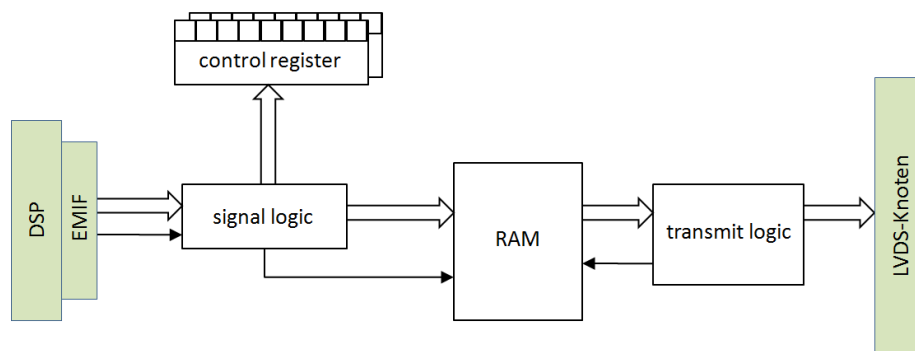 control register
DSP
EMIF
signal logic
RAM
transmit logic
LVDS-Knoten